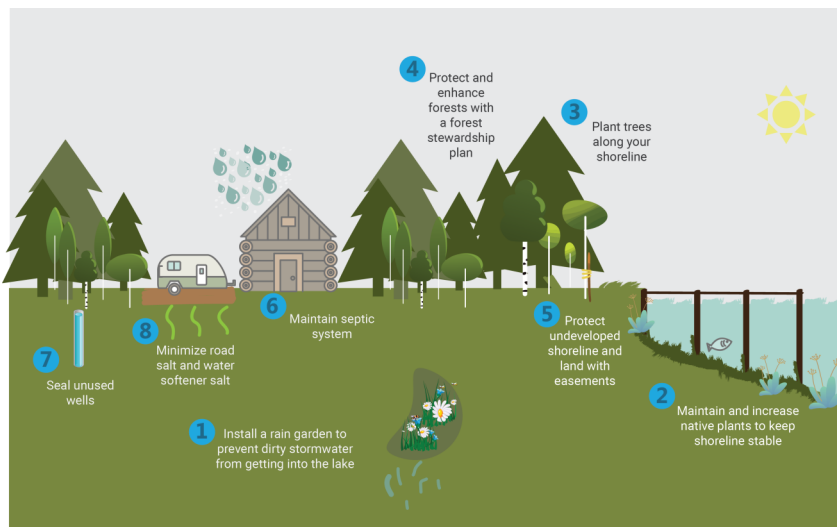 1
Install a rain garden to
prevent dirty stormwater
from getting into the lake
2
Maintain and increase
native plants to keep
shoreline stable
3
Plant trees
along your
shoreline
4
Protect and
enhance
forests with
a forest
stewardship
plan
5
Protect
undeveloped
shoreline and
land with
easements
6
Maintain septic
system
7
Seal unused
wells
8
Minimize road
salt and water
softener salt